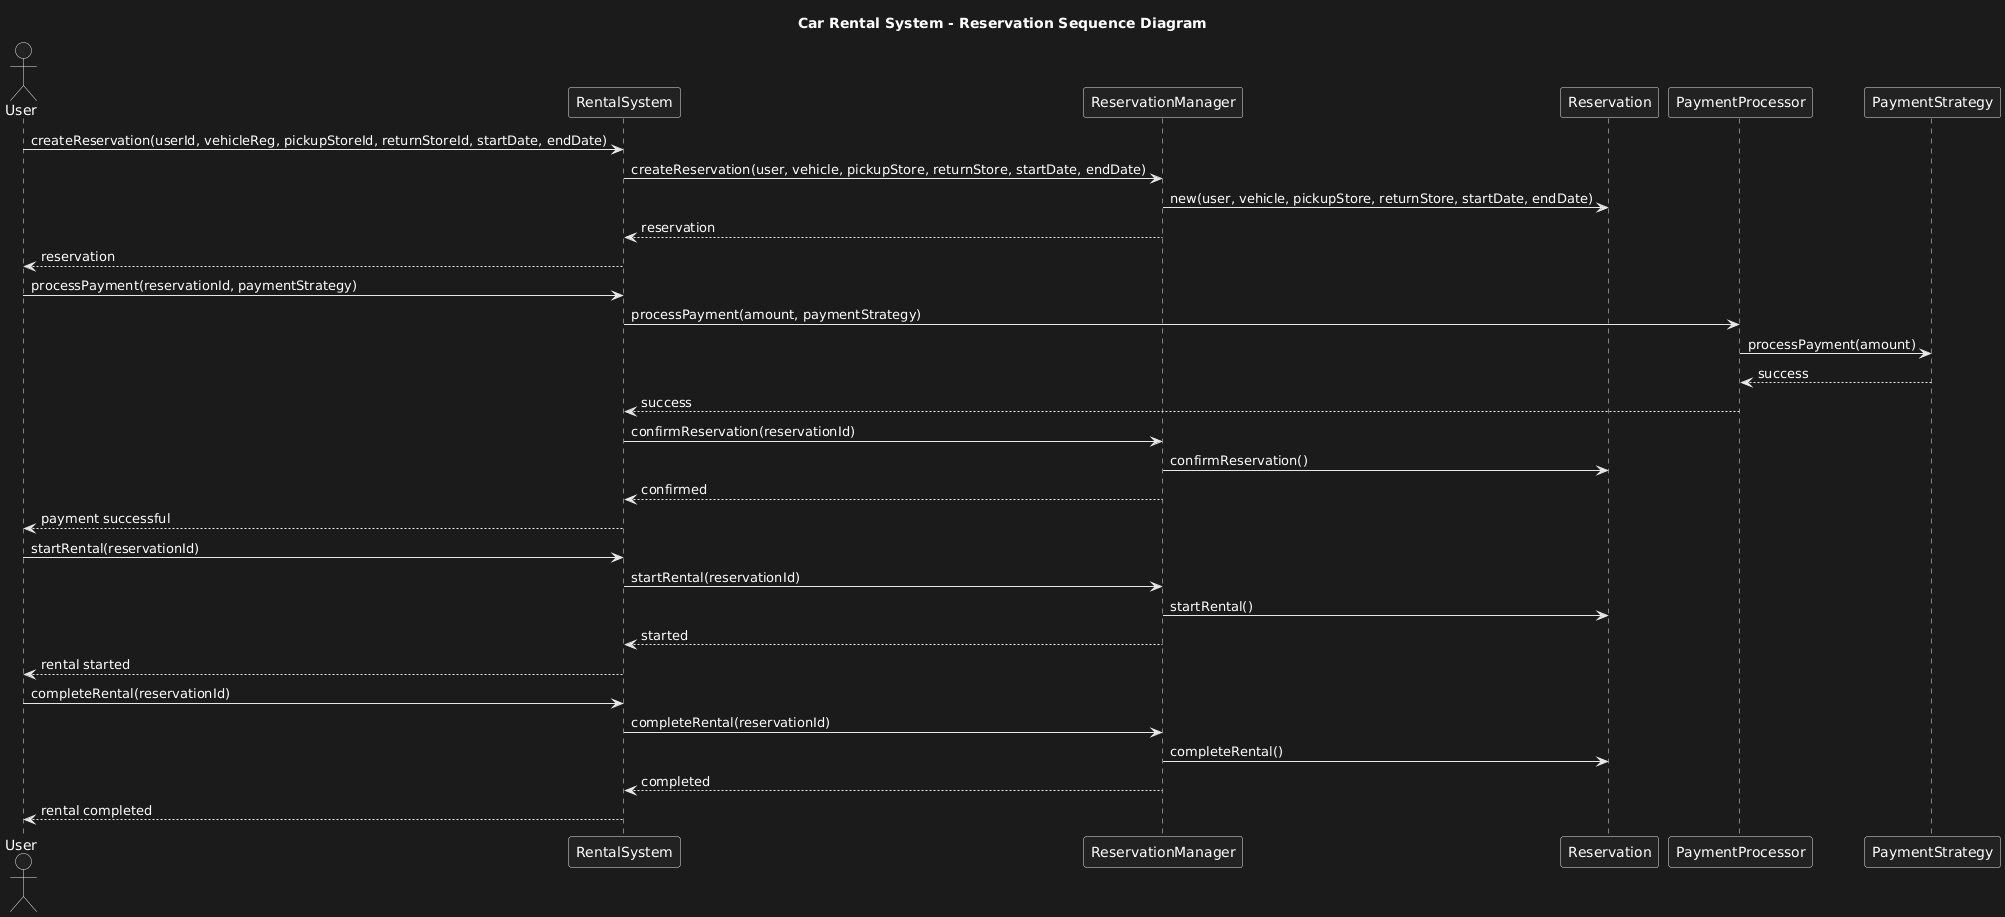 Car Rental System - Reservation Sequence Diagram
User
RentalSystem
ReservationManager
Reservation
PaymentProcessor
PaymentStrategy
createReservation(userId, vehicleReg, pickupStoreId, returnStoreId, startDate, endDate)
createReservation(user, vehicle, pickupStore, returnStore, startDate, endDate)
new(user, vehicle, pickupStore, returnStore, startDate, endDate)
reservation
reservation
processPayment(reservationId, paymentStrategy)
processPayment(amount, paymentStrategy)
processPayment(amount)
success
success
confirmReservation(reservationId)
confirmReservation()
confirmed
payment successful
startRental(reservationId)
startRental(reservationId)
startRental()
started
rental started
completeRental(reservationId)
completeRental(reservationId)
completeRental()
completed
rental completed
User
RentalSystem
ReservationManager
Reservation
PaymentProcessor
PaymentStrategy